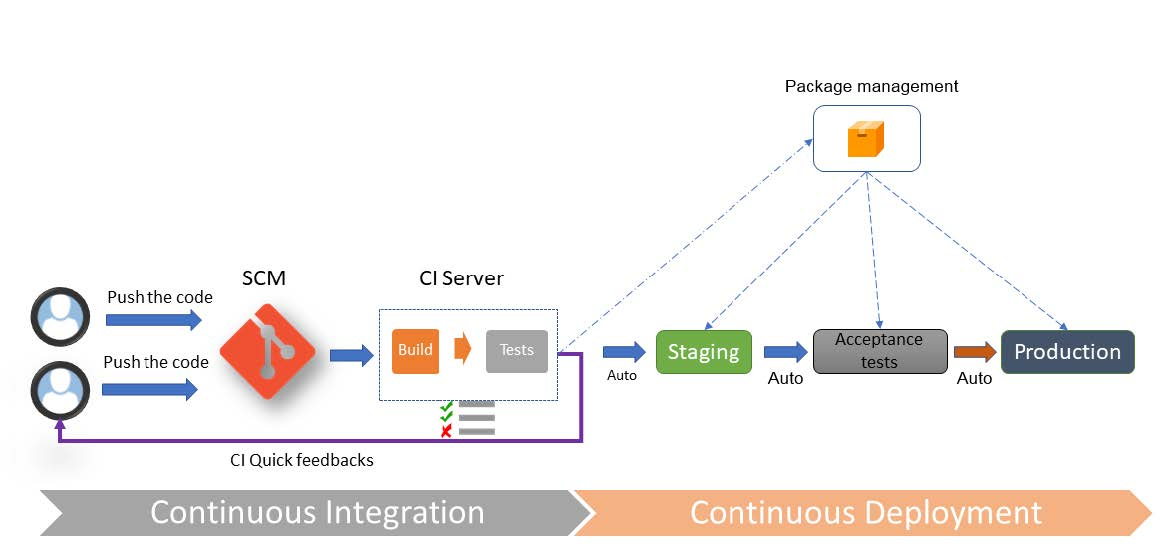 Package management
SCM
CI Server
Push the code
Push the code
Build
Tests
Auto
Staging
Auto
Acceptance
tests
Auto
Production
CI Quick feedbacks
Continuous Integration
Continuous Deployment